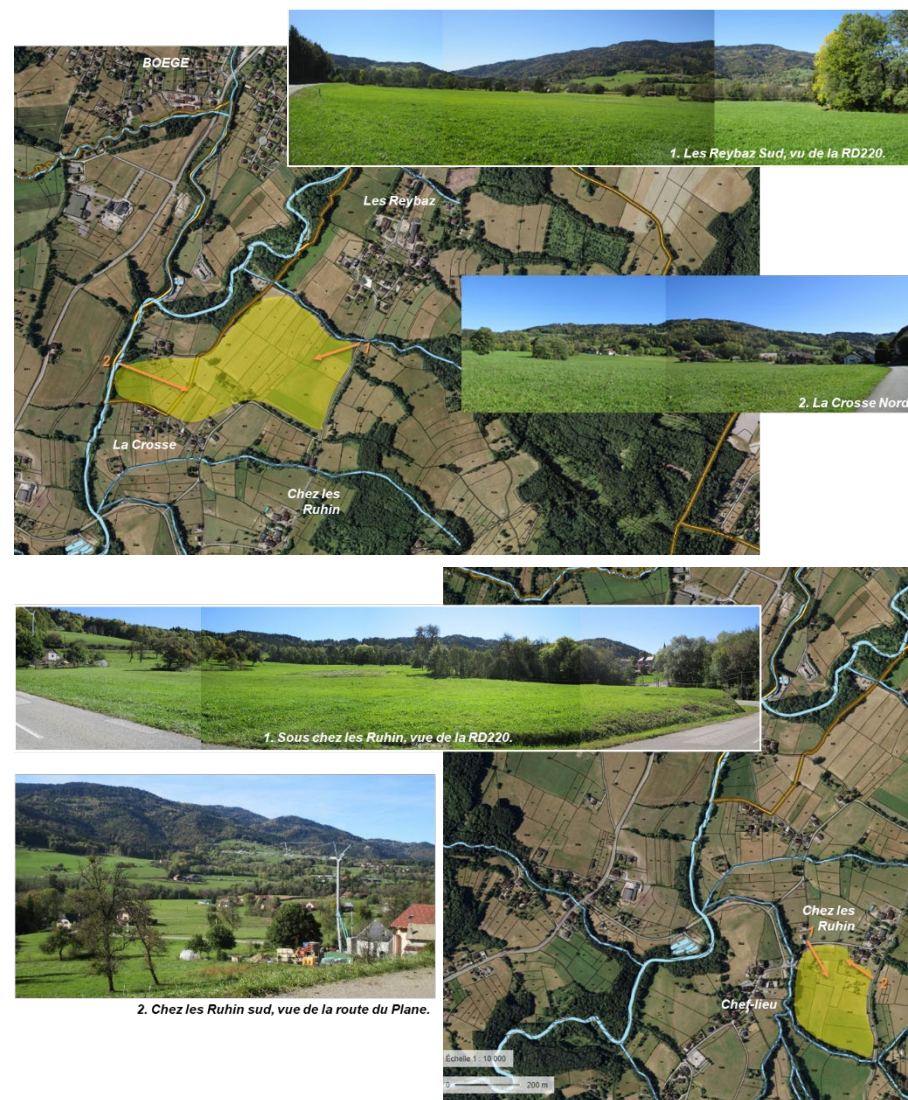 BOEGE
1. Les Reybaz Sud, vu de la RD220.
Les Reybaz
1
2
2. La Crosse Nord
La Crosse
Chez les
Ruhin
1. Sous chez les Ruhin, vue de la RD220.
2. Chez les Ruhin sud, vue de la route du Plane.
Chez les
Ruhin
1
2
Chef-lieu
Échelle 1 : 10 000
0 200 m